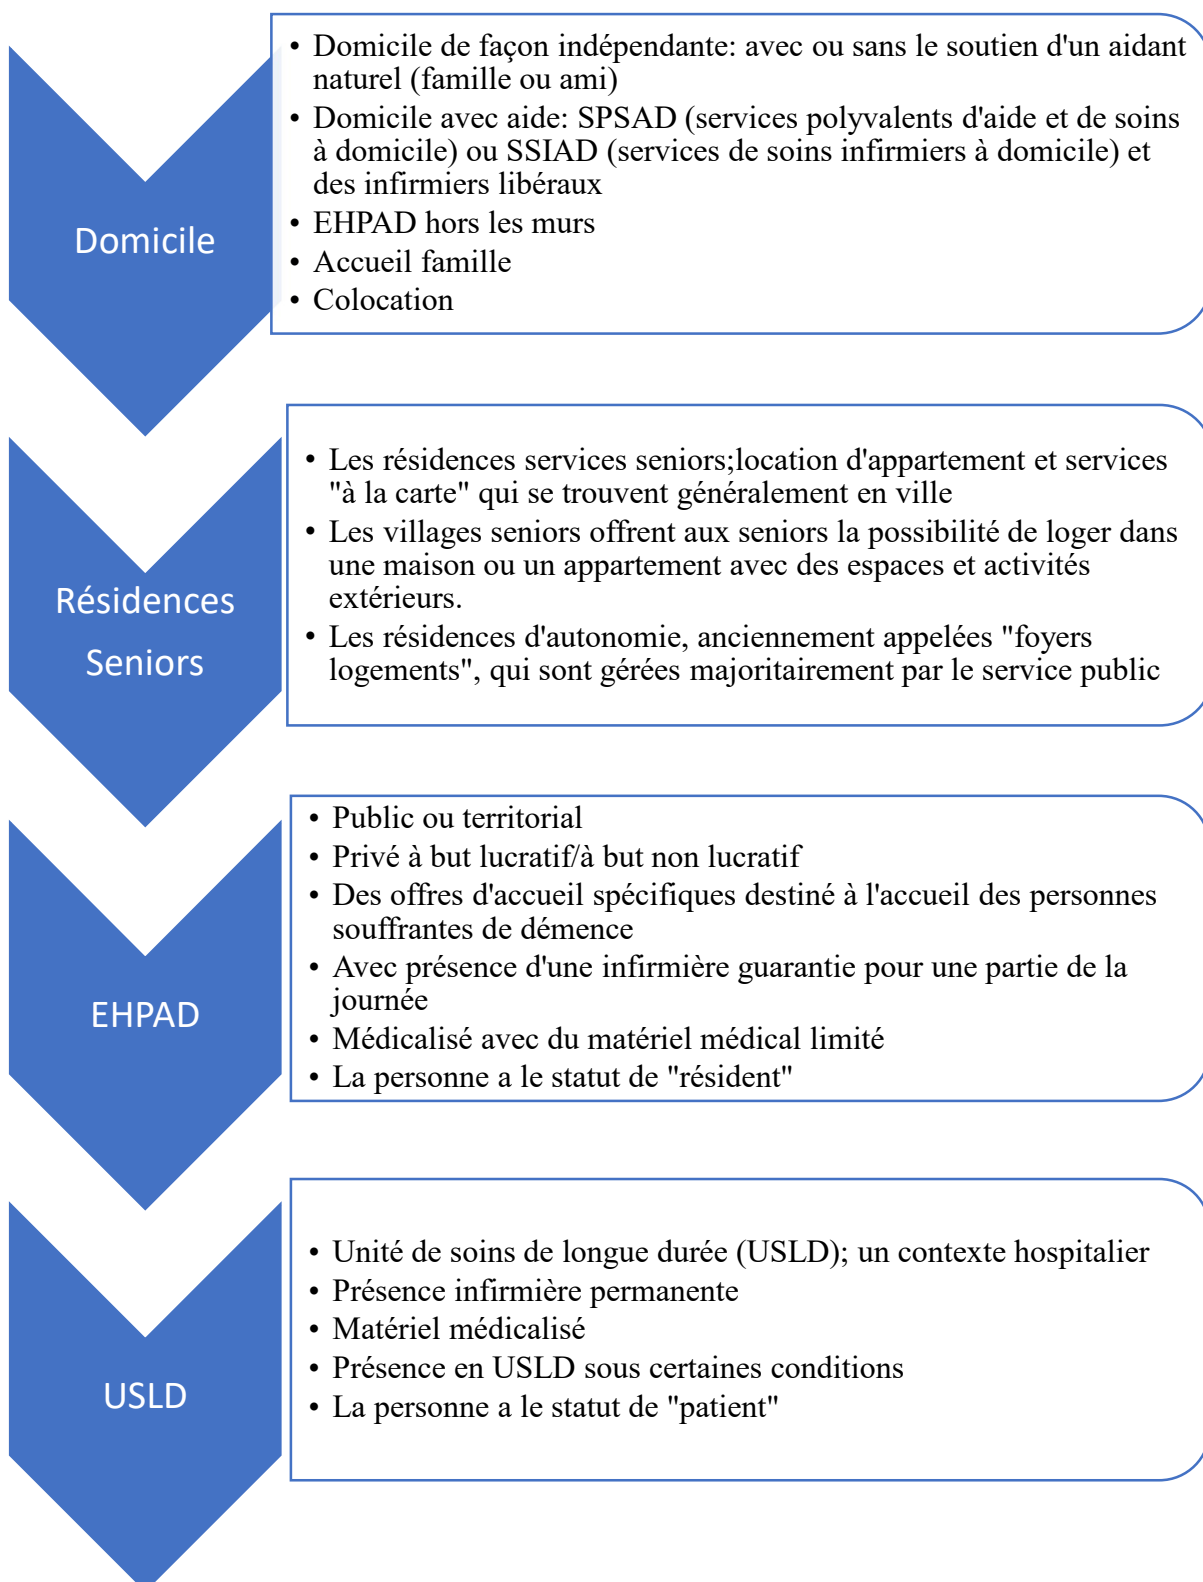 Domicile
• Domicile de façon indépendante: avec ou sans le soutien d'un aidant
naturel (famille ou ami)
• Domicile avec aide: SPSAD (services polyvalents d'aide et de soins
à domicile) ou SSIAD (services de soins infirmiers à domicile) et
des infirmiers libéraux
• EHPAD hors les murs
• Accueil famille
• Colocation
Résidences
Seniors
• Les résidences services seniors;location d'appartement et services
"à la carte" qui se trouvent généralement en ville
• Les villages seniors offrent aux seniors la possibilité de loger dans
une maison ou un appartement avec des espaces et activités
extérieurs.
• Les résidences d'autonomie, anciennement appelées "foyers
logements", qui sont gérées majoritairement par le service public
EHPAD
• Public ou territorial
• Privé à but lucratif/à but non lucratif
• Des offres d'accueil spécifiques destiné à l'accueil des personnes
souffrantes de démence
• Avec présence d'une infirmière guarantie pour une partie de la
journée
• Médicalisé avec du matériel médical limité
• La personne a le statut de "résident"
USLD
• Unité de soins de longue durée (USLD); un contexte hospitalier
• Présence infirmière permanente
• Matériel médicalisé
• Présence en USLD sous certaines conditions
• La personne a le statut de "patient"